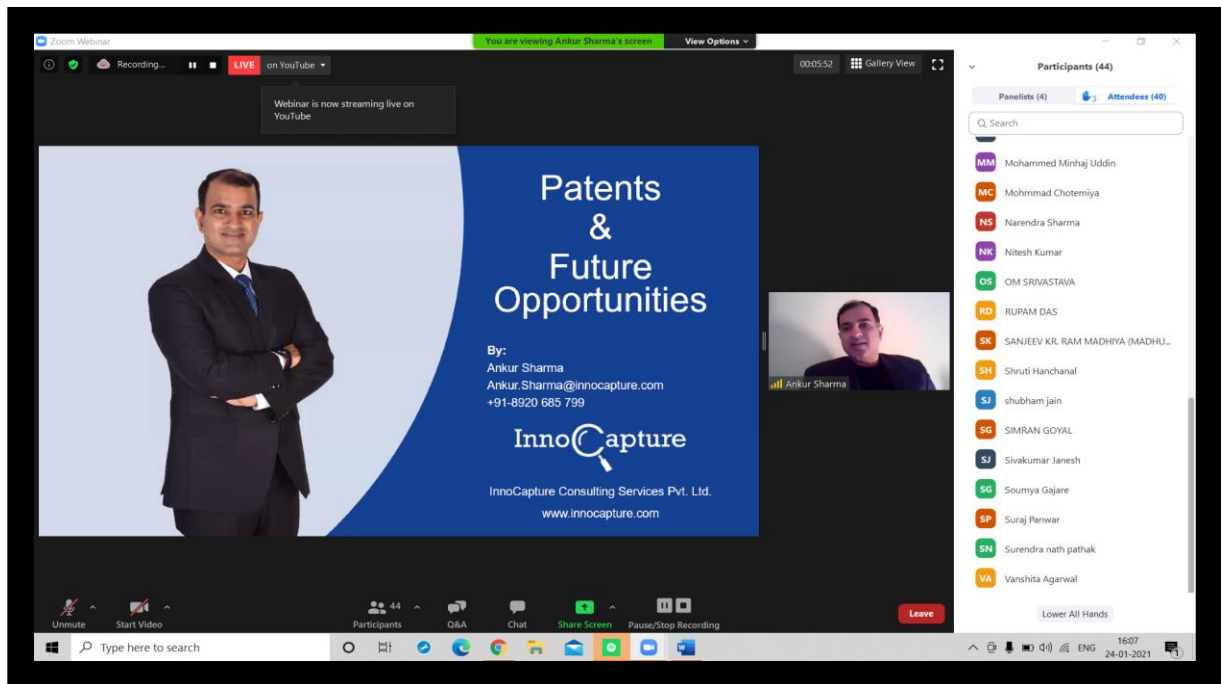 Zoom Webinar
You are viewing Ankur Sharma's screen View Options
Recording... LIVE on YouTube
00:05:52 Gallery View
Webinar is now streaming live on
YouTube
Patents
&
Future
Opportunities
By:
Ankur Sharma
Ankur.Sharma@innocapture.com
+91-8920 685 799
InnoCapture
InnoCapture Consulting Services Pvt. Ltd.
www.innocapture.com
Ankur Sharma
Participants (44)
Panelists (4) 3 Attendees (40)
Search
MM Mohammed Minhaj Uddin
MC Mohmmad Chotemiya
NS Narendra Sharma
NK Nitesh Kumar
OS OM SRIVASTAVA
RD RUPAM DAS
SK SANJEEV KR. RAM MADHIYA (MADHU...
SH Shruti Hanchanal
SJ shubham jain
SG SIMRAN GOYAL
SJ Sivakumar Janesh
SG Soumya Gajare
SP Suraj Panwar
SN Surendra nath pathak
VA Vanshita Agarwal
Lower All Hands
44
Unmute Start Video Participants Q&A Chat Share Screen Pause/Stop Recording Leave
Type here to search
ENG
16:07
24-01-2021
1